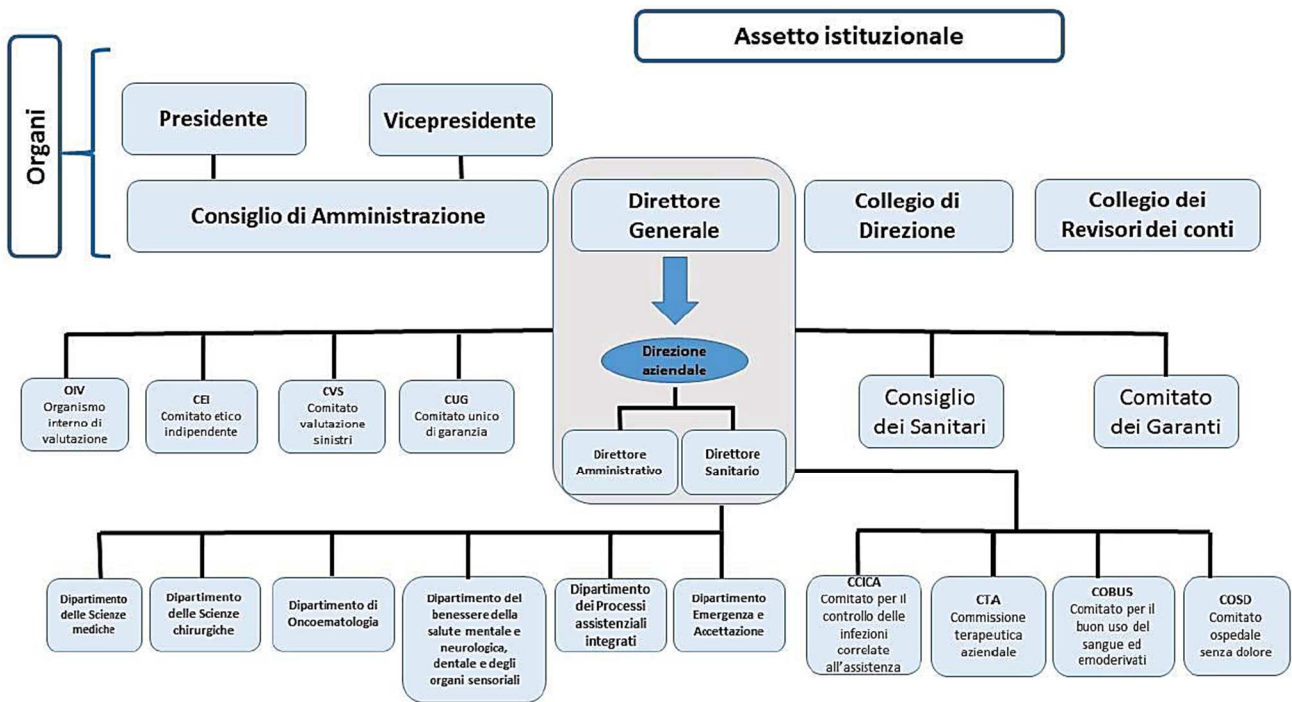 Assetto istituzionale
Organi
Presidente
Vicepresidente
Consiglio di Amministrazione
Direttore
Generale
Collegio di
Direzione
Collegio dei
Revisori dei conti
Direzione
aziendale
OIV
Organismo
interno di
valutazione
CEI
Comitato etico
indipendente
CVS
Comitato
valutazione
sinistri
CUG
Comitato unico
di garanzia
Direttore
Amministrativo
Direttore
Sanitario
Consiglio
dei Sanitari
Comitato
dei Garanti
Dipartimento
delle Scienze
mediche
Dipartimento
delle Scienze
chirurgiche
Dipartimento di
Oncoematologia
Dipartimento del
benessere della
salute mentale e
neurologica,
dentale e degli
organi sensoriali
Dipartimento
dei Processi
assistenziali
integrati
Dipartimento
Emergenza e
Accettazione
CCICA
Comitato per il
controllo delle
infezioni
correlate
all'assistenza
CTA
Commissione
terapeutica
aziendale
COBUS
Comitato per il
buon uso del
sangue ed
emoderivati
COSD
Comitato
ospedale
senza dolore